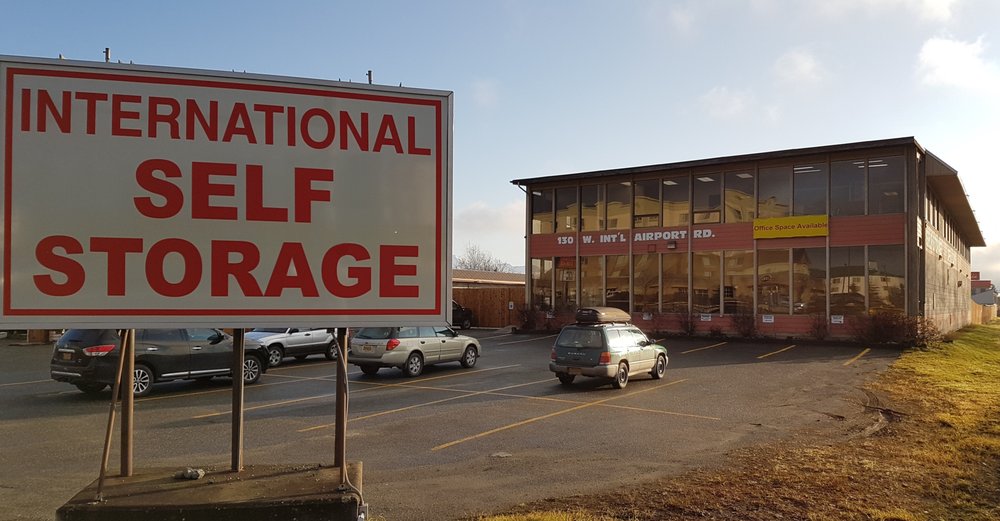 INTERNATIONAL
SELF
STORAGE
130 W. INT'L AIRPORT RD.
Office Space Available